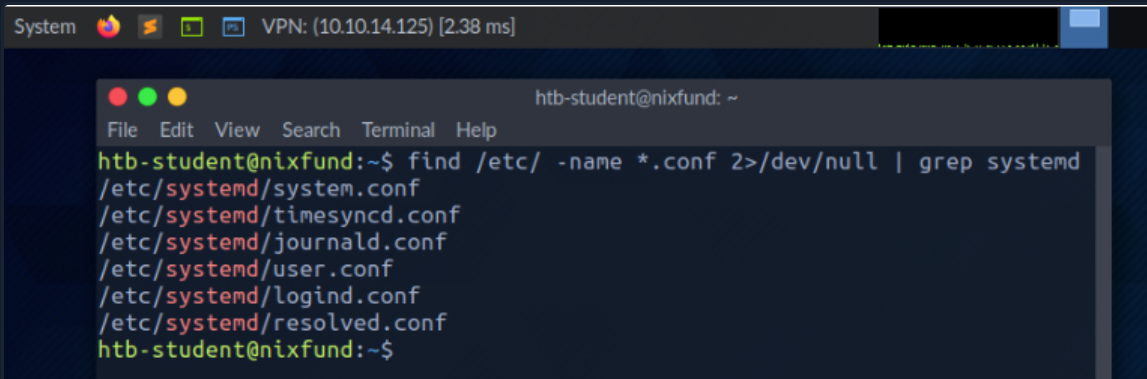 System VPN: (10.10.14.125) [2.38 ms]
htb-student@nixfund: ~
File Edit View Search Terminal Help
htb-student@nixfund:~$ find /etc/ -name *.conf 2>/dev/null | grep systemd
/etc/systemd/system.conf
/etc/systemd/timesyncd.conf
/etc/systemd/journald.conf
/etc/systemd/user.conf
/etc/systemd/logind.conf
/etc/systemd/resolved.conf
htb-student@nixfund:~$